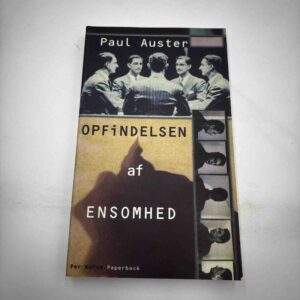 Paul Auster
OPFiNDELSEN
af
ENSOMHED
Per Kofod Paperback